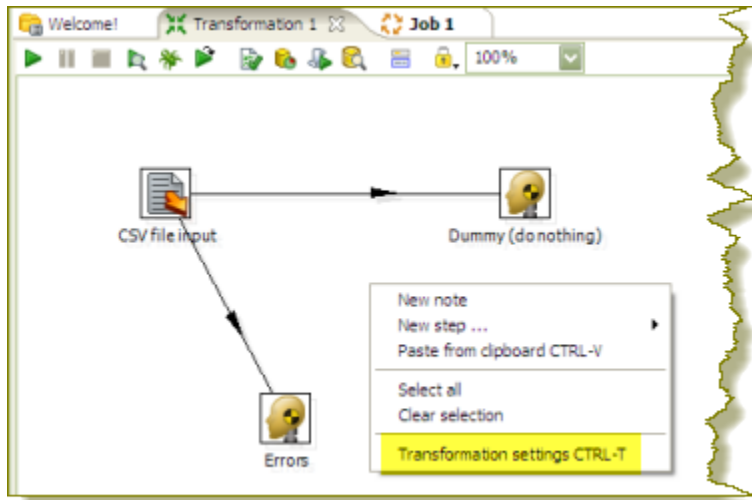 Welcome! Transformation 1 Job 1
100%
CSV file input
Dummy (do nothing)
New note
New step ...
Paste from clipboard CTRL-V
Select all
Clear selection
Transformation settings CTRL-T
Errors